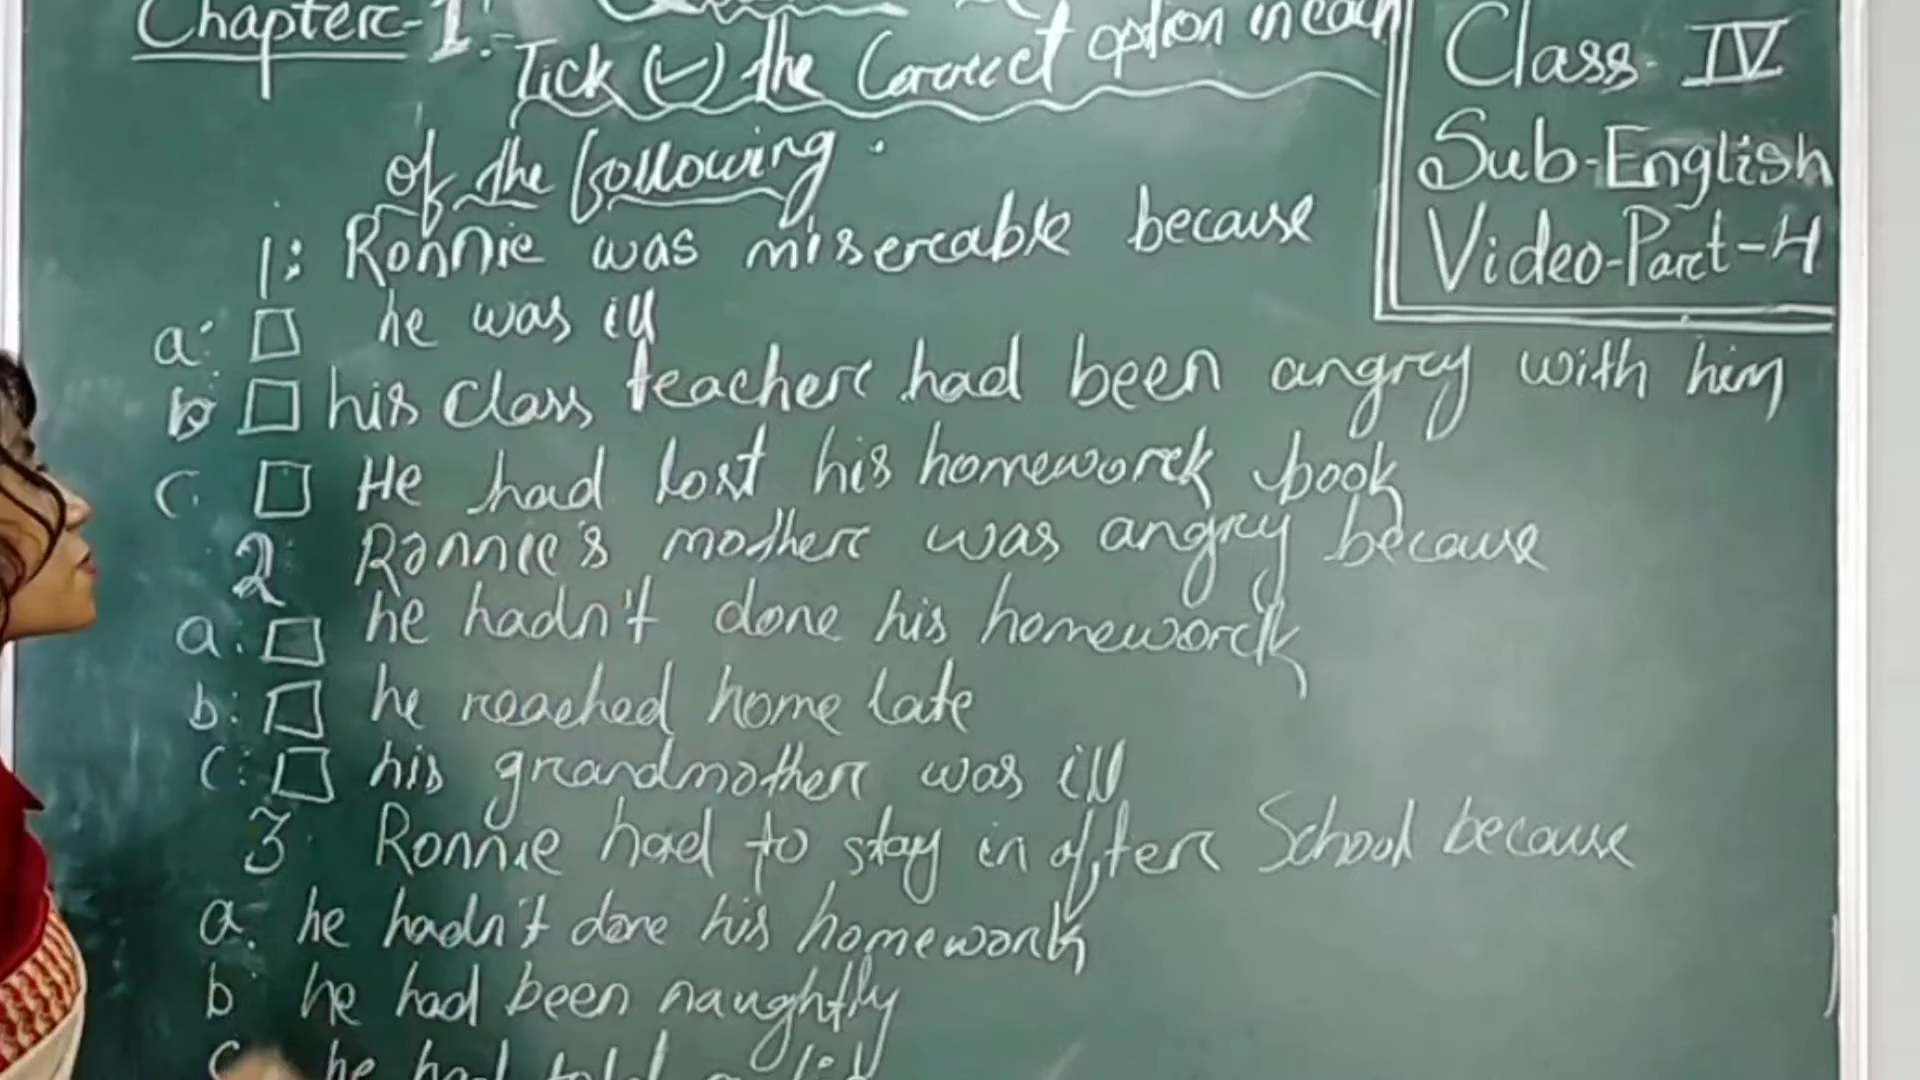 Chapter-1:
Tick (✓) the Correct option in each
of the following.
1: Ronnie was miserable because
a: □ he was ill
b □ his class teacher had been angry with him
c. □ He had lost his homework book
2 Ronnie's mother was angry because
a. □ he hadn't done his homework
b: □ he reached home late
c: □ his grandmother was ill
3 Ronnie had to stay in after School because
a. he hadn't done his homework
b he had been naughtly
c he had told a
Class - IV
Sub-English
Video-Part-4